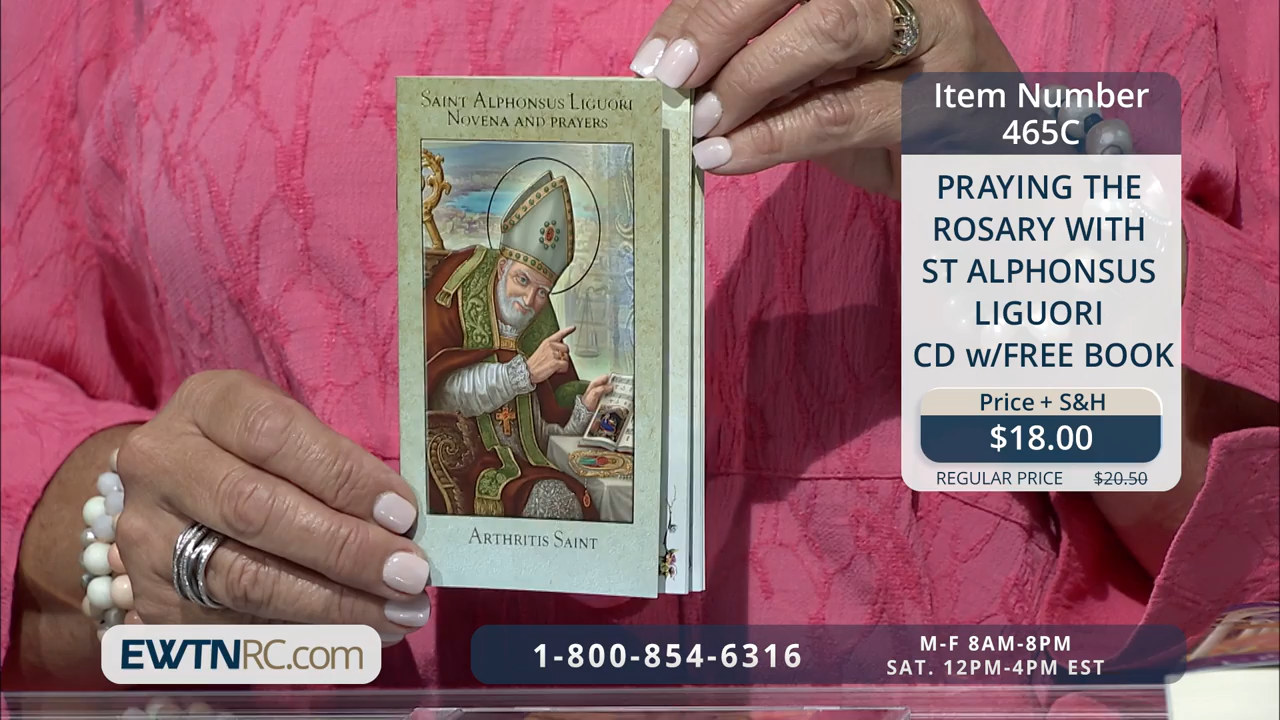 SAINT ALPHONSUS LIGUORI
NOVENA AND PRAYERS
ARTHRITIS SAINT
Item Number
465C
PRAYING THE
ROSARY WITH
ST ALPHONSUS
LIGUORI
CD w/FREE BOOK
Price + S&H
$18.00
REGULAR PRICE $20.50
EWTNRC.com
1-800-854-6316
M-F 8AM-8PM
SAT. 12PM-4PM EST